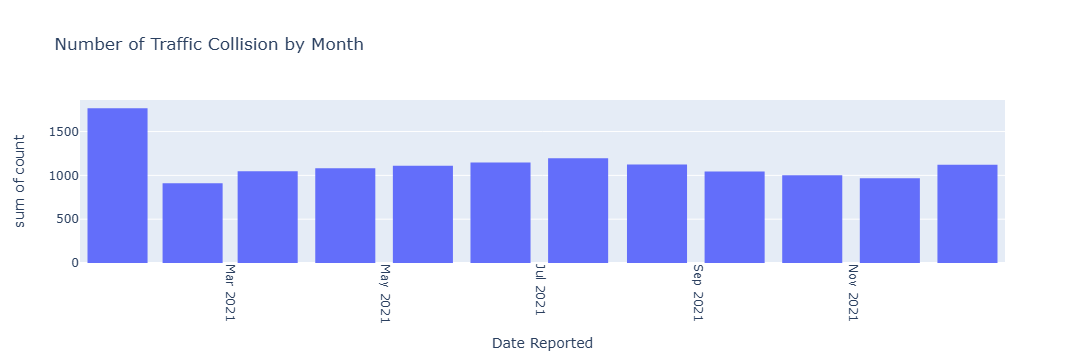 Number of Traffic Collision by Month
sum of count
1500
1000
500
0
Mar 2021
May 2021
Jul 2021
Sep 2021
Nov 2021
Date Reported